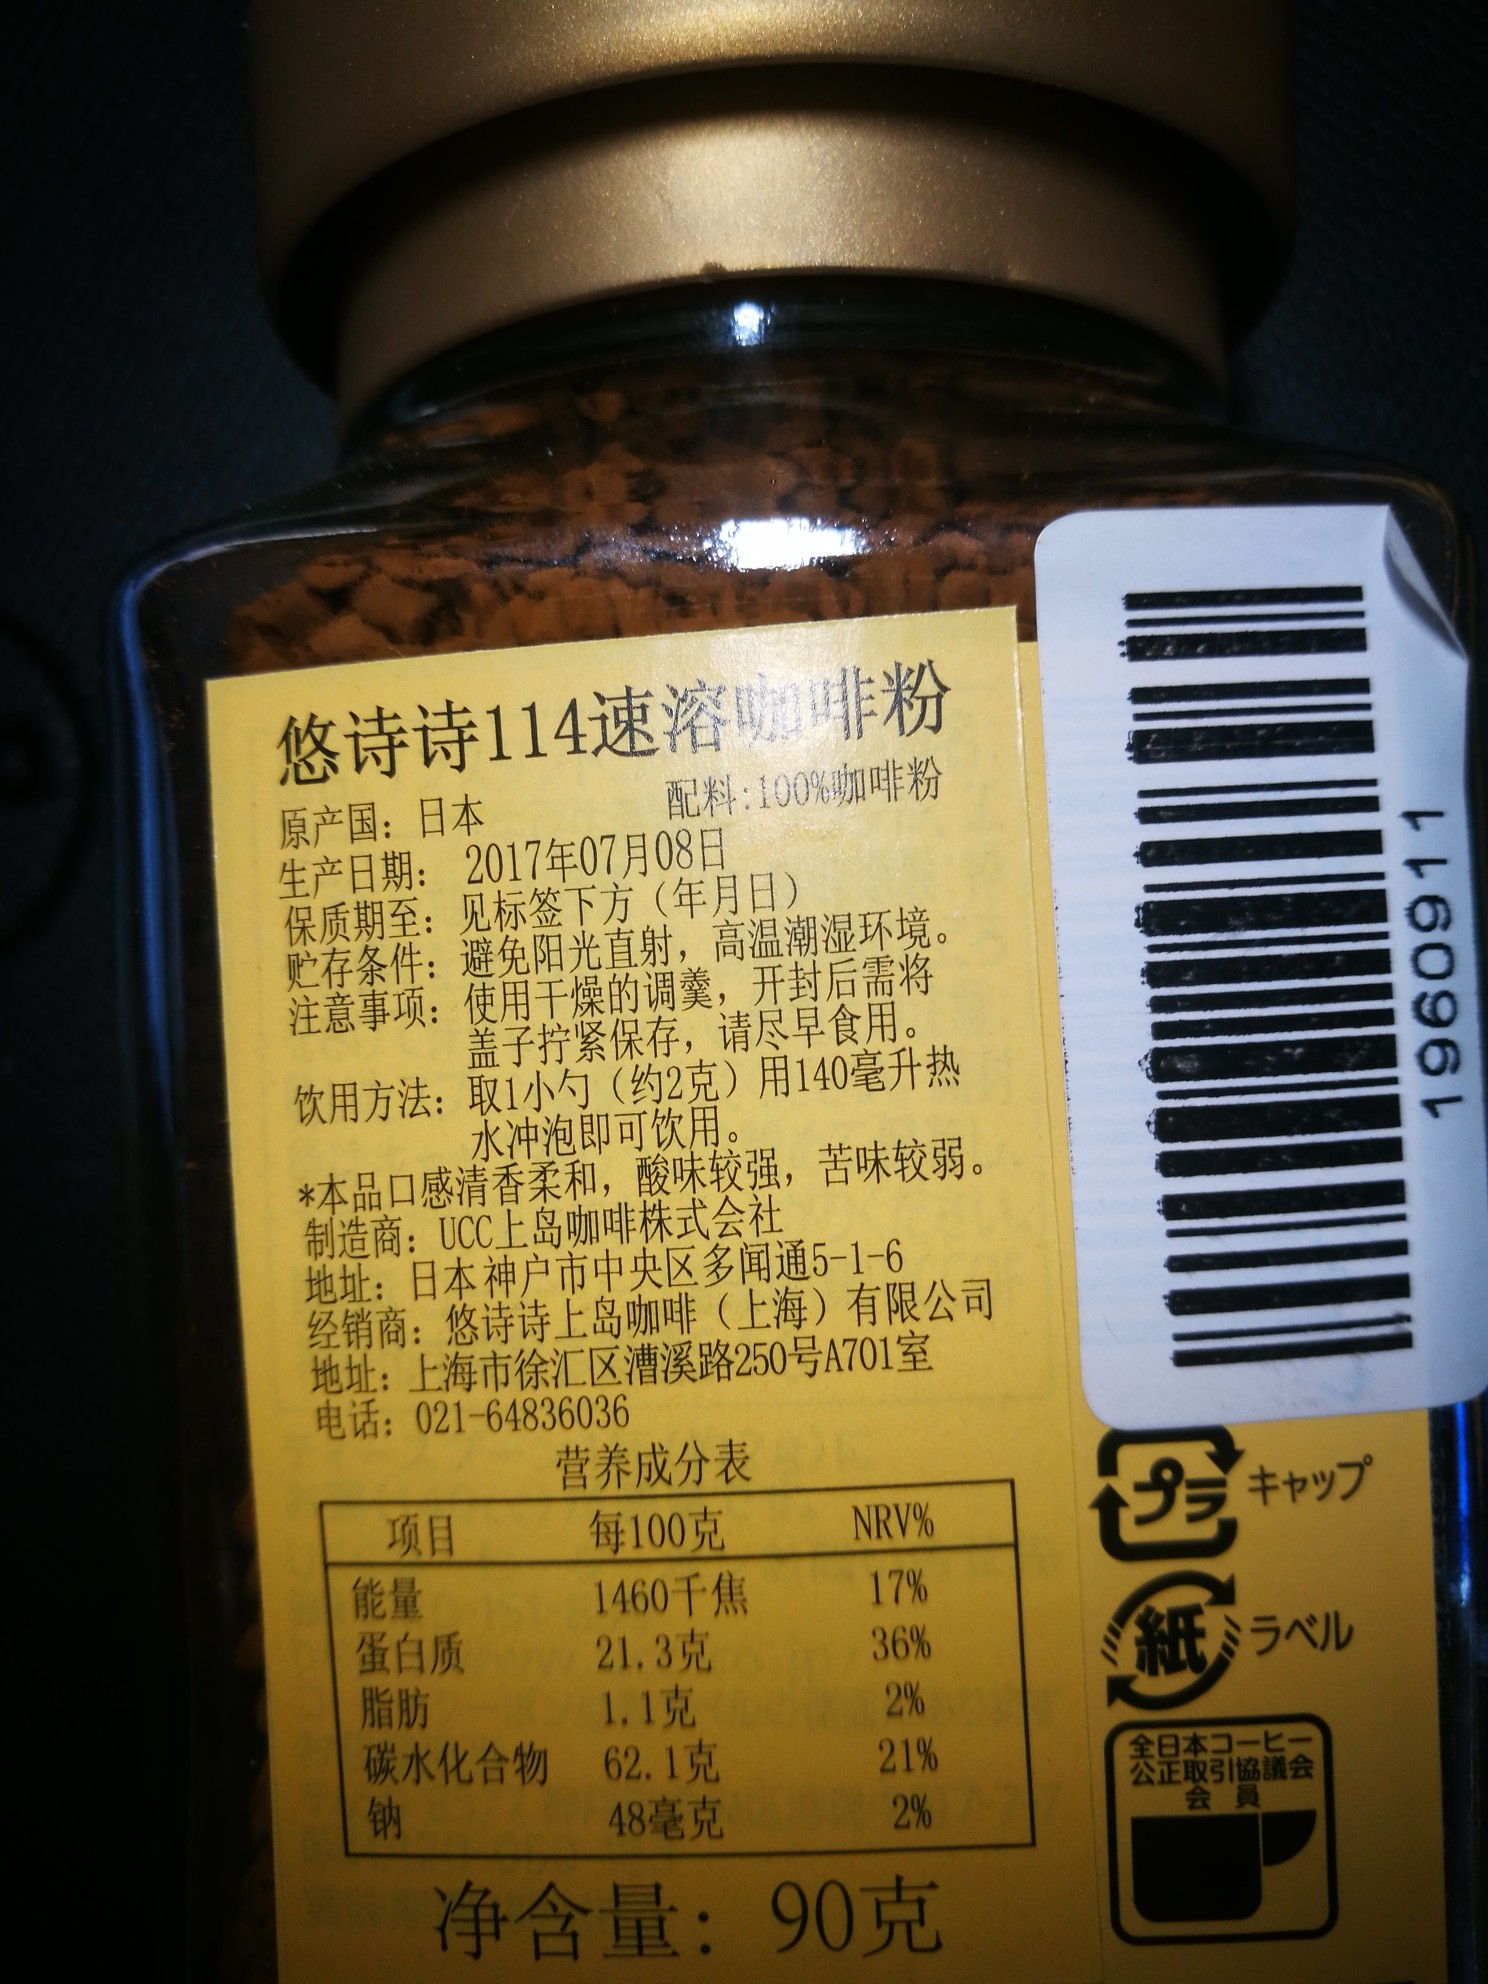 悠诗诗114速溶咖啡粉
原产国：日本 配料:100%咖啡粉
生产日期： 2017年07月08日
保质期至： 见标签下方（年月日）
贮存条件：避免阳光直射，高温潮湿环境。
注意事项：使用干燥的调羹，开封后需将
盖子拧紧保存，请尽早食用。
饮用方法：取1小勺（约2克）用140毫升热
水冲泡即可饮用。
*本品口感清香柔和，酸味较强，苦味较弱。
制造商：UCC上岛咖啡株式会社
地址：日本神户市中央区多闻通5-1-6
经销商：悠诗诗上岛咖啡（上海）有限公司
地址：上海市徐汇区漕溪路250号A701室
电话：021-64836036
营养成分表
项目 每100克 NRV%
能量 1460千焦 17%
蛋白质 21.3克 36%
脂肪 1.1克 2%
碳水化合物 62.1克 21%
钠 48毫克 2%
净含量：90克
1960911
プラ キャップ
紙 ラベル
全日本コーヒー
公正取引協議会
会員